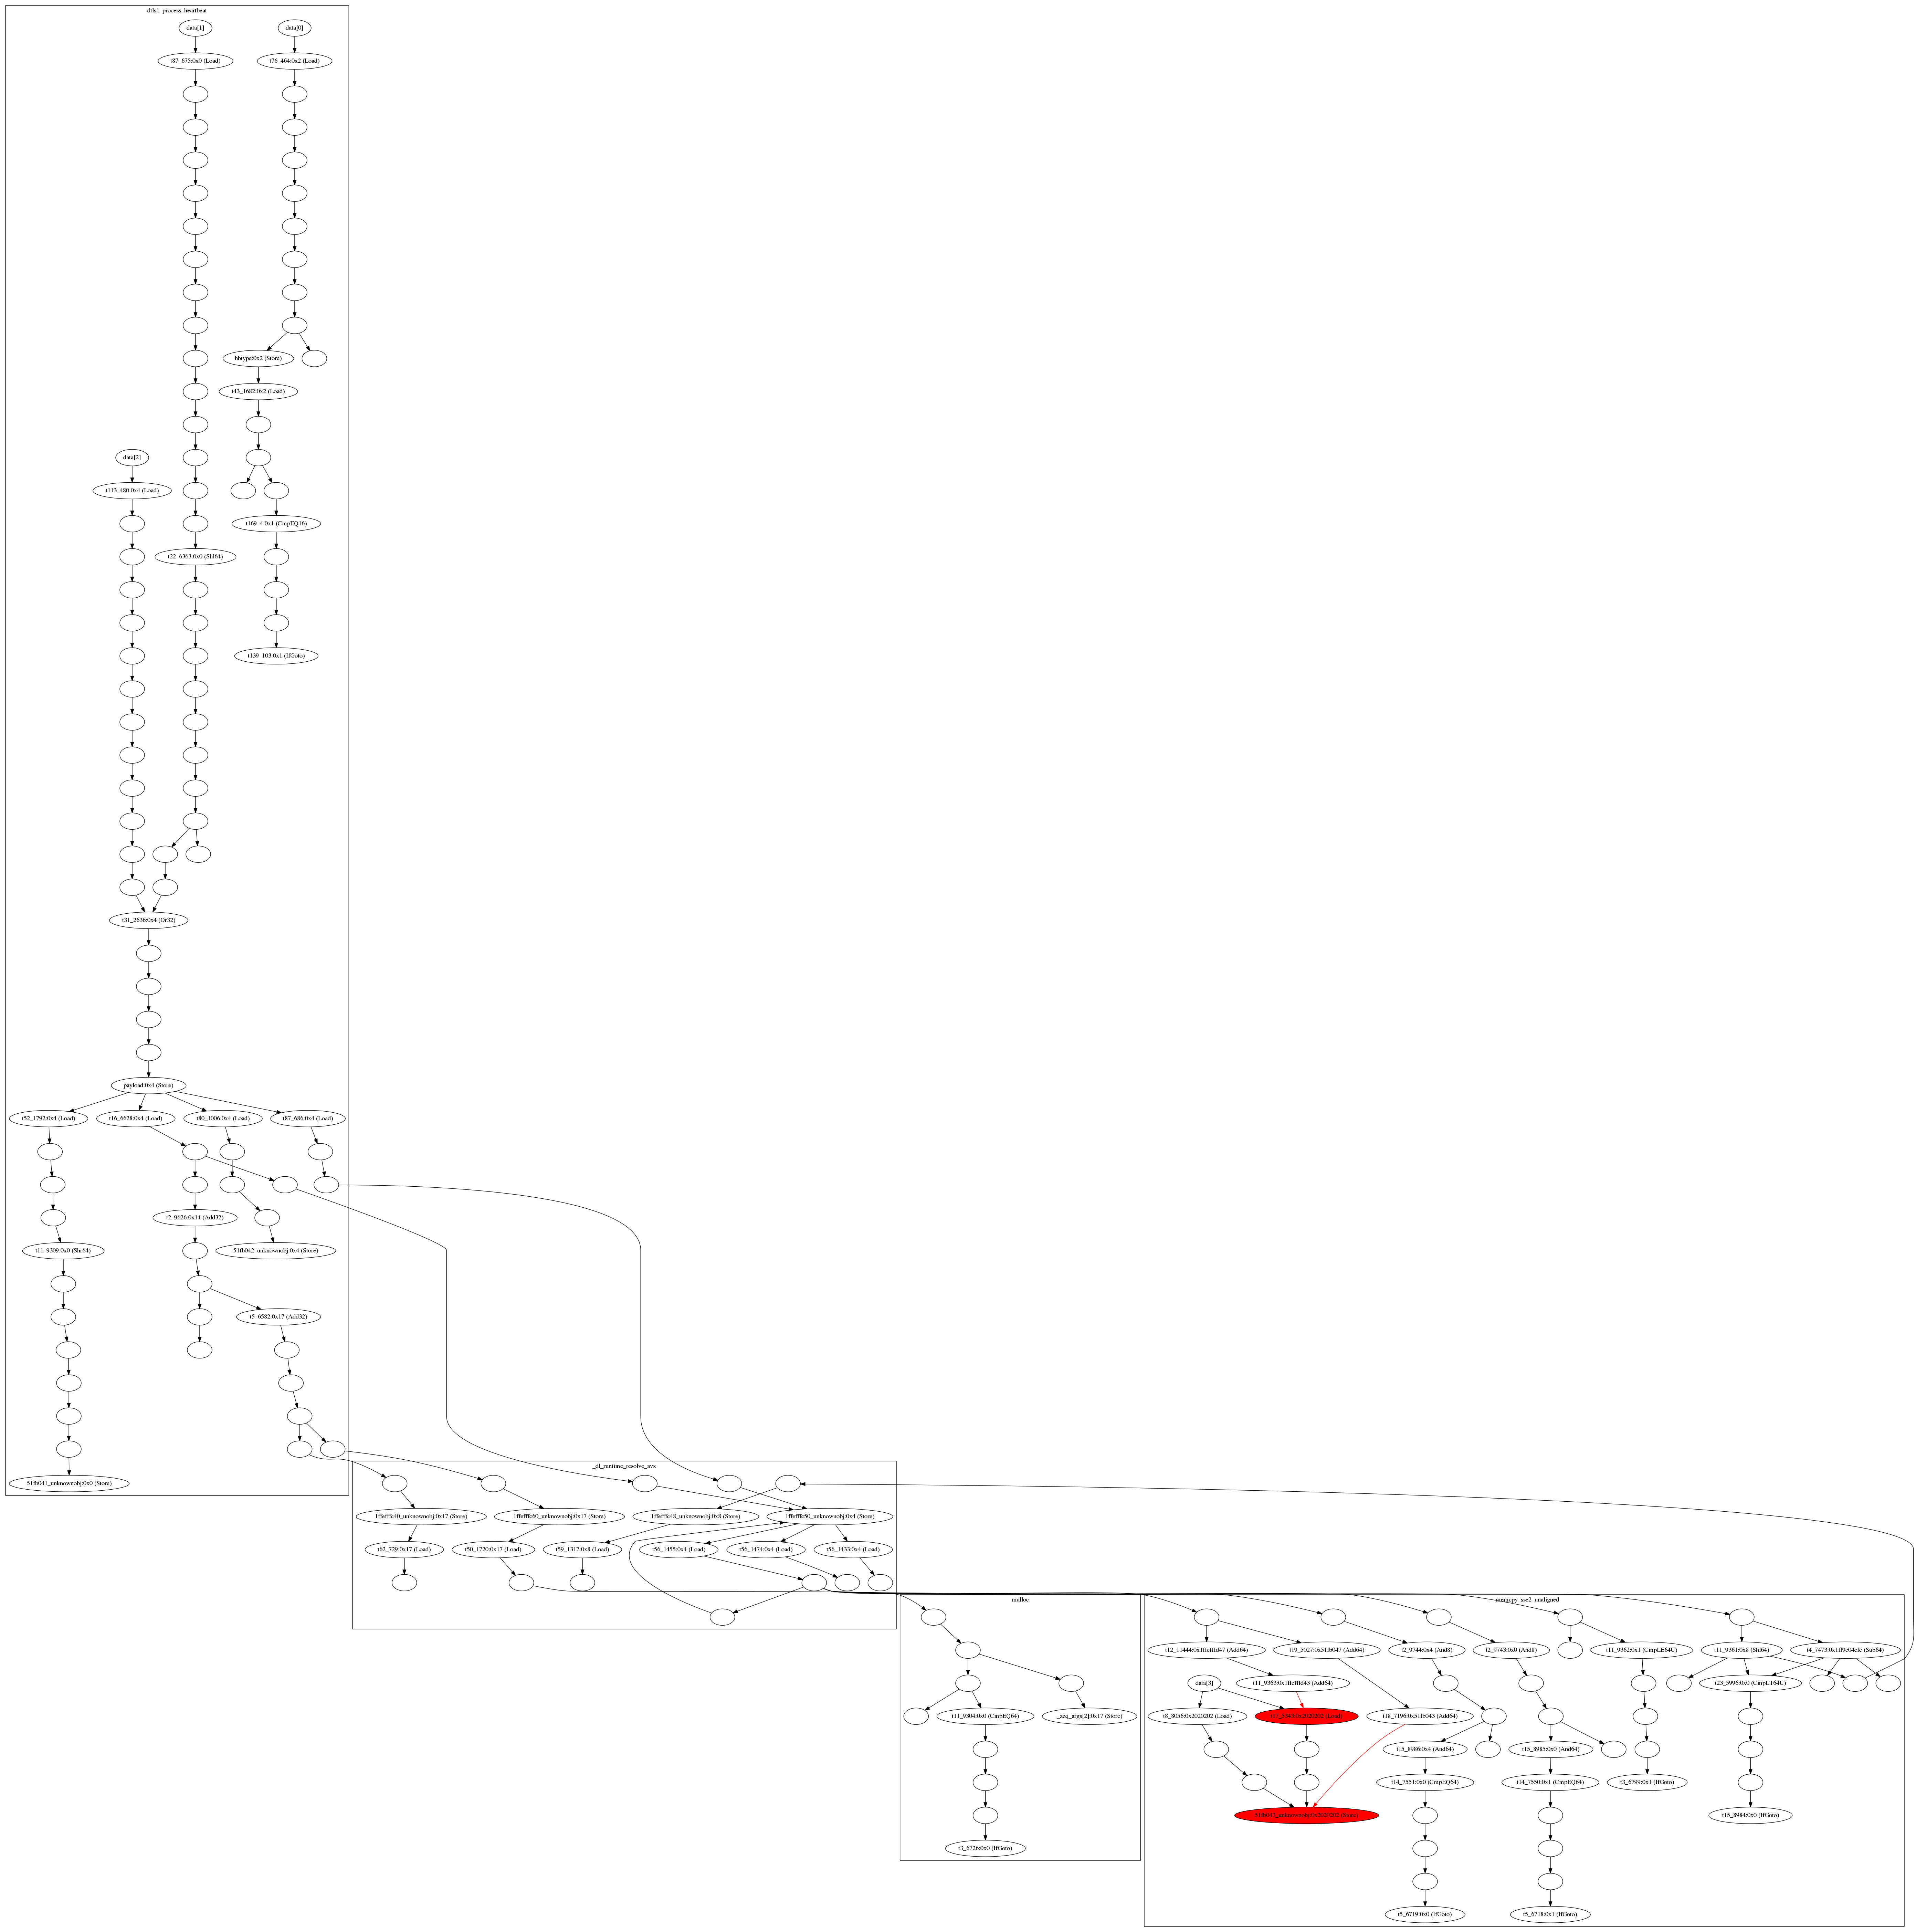 dtls1_process_heartbeat
data[1]
data[0]
t87_675:0x0 (Load)
t76_464:0x2 (Load)
hbtype:0x2 (Store)
t43_1682:0x2 (Load)
data[2]
t113_480:0x4 (Load)
t169_4:0x1 (CmpEQ16)
t22_6363:0x0 (Shl64)
t139_103:0x1 (IfGoto)
t31_2636:0x4 (Or32)
payload:0x4 (Store)
t52_1792:0x4 (Load)
t16_6628:0x4 (Load)
t80_1006:0x4 (Load)
t87_686:0x4 (Load)
t2_9626:0x14 (Add32)
t11_9309:0x0 (Shr64)
51fb042_unknownobj:0x4 (Store)
t5_6582:0x17 (Add32)
51fb041_unknownobj:0x0 (Store)
_dl_runtime_resolve_avx
1ffefffc40_unknownobj:0x17 (Store)
1ffefffc60_unknownobj:0x17 (Store)
1ffefffc48_unknownobj:0x8 (Store)
1ffefffc50_unknownobj:0x4 (Store)
t62_729:0x17 (Load)
t50_1720:0x17 (Load)
t59_1317:0x8 (Load)
t56_1455:0x4 (Load)
t56_1474:0x4 (Load)
t56_1433:0x4 (Load)
malloc
t11_9304:0x0 (CmpEQ64)
_zzq_args[2]:0x17 (Store)
t3_6726:0x0 (IfGoto)
__memcpy_sse2_unaligned
t12_11444:0x1ffefffd47 (Add64)
t19_5027:0x51fb047 (Add64)
t2_9744:0x4 (And8)
t2_9743:0x0 (And8)
t11_9362:0x1 (CmpLE64U)
t11_9361:0x8 (Shl64)
t4_7473:0x1ff9e04cfc (Sub64)
data[3]
t11_9363:0x1ffefffd43 (Add64)
t23_5996:0x0 (CmpLT64U)
t8_8056:0x2020202 (Load)
t18_7196:0x51fb043 (Add64)
t15_8986:0x4 (And64)
t15_8985:0x0 (And64)
t14_7551:0x0 (CmpEQ64)
t14_7550:0x1 (CmpEQ64)
t3_6799:0x1 (IfGoto)
51fb043_unknownobj:0x2020202 (Store)
t15_8984:0x0 (IfGoto)
t5_6719:0x0 (IfGoto)
t5_6718:0x1 (IfGoto)